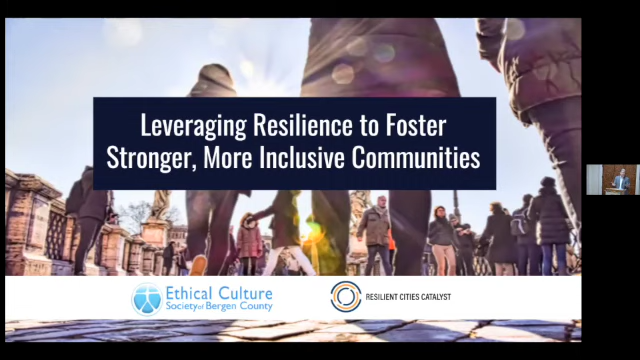 Leveraging Resilience to Foster
Stronger, More Inclusive Communities
Ethical Culture
Society of Bergen County
RESILIENT CITIES CATALYST